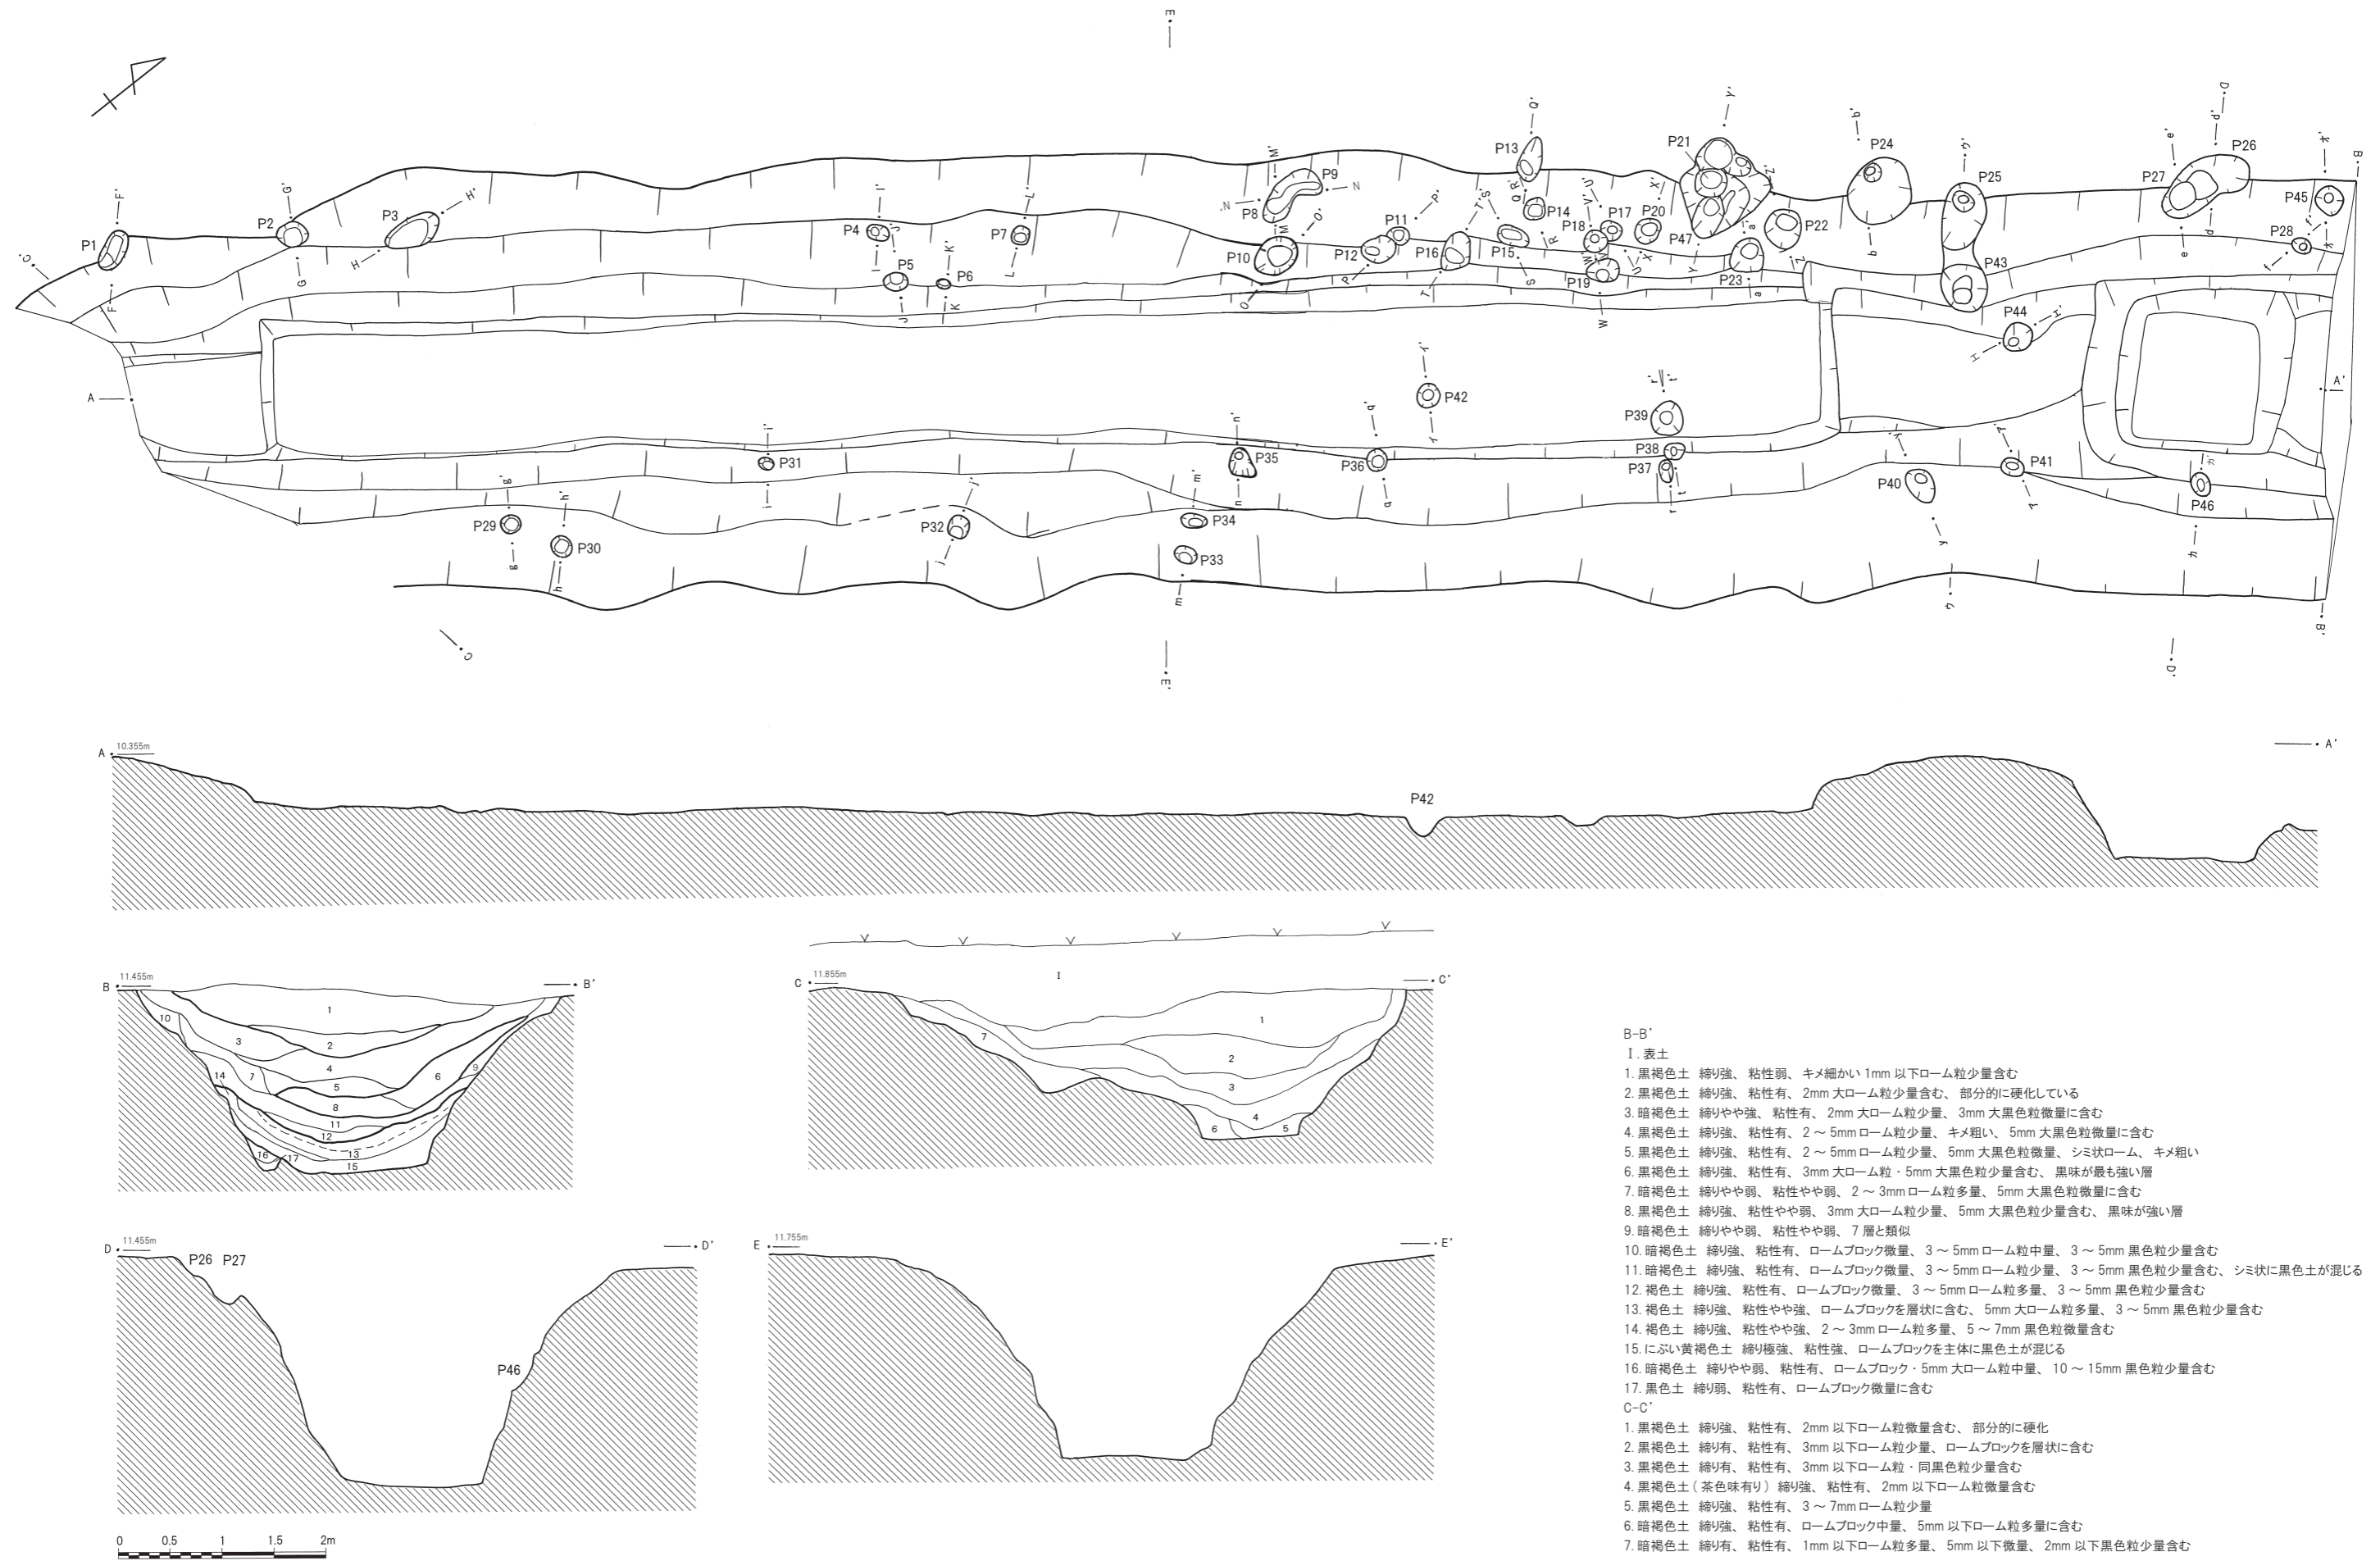 E
D
Y'
Q'
q'
d'
P24
P21
P13
e'
P26
k'
B
g'
Z'
M'
P9
N
P27
P25
P45
I'
H'
L'
G'
F'
P8
N'
O'
P'
S'
T'
R'
U'
V'
X'
P3
P2
P1
C'
P4
J'
P7
K'
P11
P14
P17
P20
P18
P22
P28
P12
P16
P15
P47
P10
P5
P6
P19
P23
P43
P44
H
G
F
I
J
K
L
O
P
T
S
R
W
Y
Z
a
A
A'
r'
t'
P42
P39
q'
n'
i'
P31
P35
P36
P38
P37
P40
P41
P46
g'
h'
j'
m'
P29
P30
P32
P34
P33
g
h
j
m
C
E'
D'
B'
A 10.355m A'
P42
I
B 11.455m B'
1
10
3
2
4
14
7
5
6
9
8
11
12
13
16
17
15
C 11.855m C'
1
7
2
3
4
6
5
D 11.455m D'
P26 P27
P46
E 11.755m E'
0 0.5 1 1.5 2m
B-B'
I. 表土
1. 黒褐色土 締り強、粘性弱、キメ細かい 1mm 以下ローム粒少量含む
2. 黒褐色土 締り強、粘性有、2mm 大ローム粒少量含む、部分的に硬化している
3. 暗褐色土 締りやや強、粘性有、2mm 大ローム粒少量、3mm 大黒色粒微量に含む
4. 黒褐色土 締り強、粘性有、2 〜 5mm ローム粒少量、キメ粗い、5mm 大黒色粒微量に含む
5. 黒褐色土 締り強、粘性有、2 〜 5mm ローム粒少量、5mm 大黒色粒微量、シミ状ローム、キメ粗い
6. 黒褐色土 締り強、粘性有、3mm 大ローム粒・5mm 大黒色粒少量含む、黒味が最も強い層
7. 暗褐色土 締りやや弱、粘性やや弱、2 〜 3mm ローム粒多量、5mm 大黒色粒微量に含む
8. 黒褐色土 締り強、粘性やや弱、3mm 大ローム粒少量、5mm 大黒色粒少量含む、黒味が強い層
9. 暗褐色土 締りやや弱、粘性やや弱、7 層と類似
10. 暗褐色土 締り強、粘性有、ロームブロック微量、3 〜 5mm ローム粒中量、3 〜 5mm 黒色粒少量含む
11. 暗褐色土 締り強、粘性有、ロームブロック微量、3 〜 5mm ローム粒少量、3 〜 5mm 黒色粒少量含む、シミ状に黒色土が混じる
12. 褐色土 締り強、粘性有、ロームブロック微量、3 〜 5mm ローム粒多量、3 〜 5mm 黒色粒少量含む
13. 褐色土 締り強、粘性やや強、ロームブロックを層状に含む、5mm 大ローム粒多量、3 〜 5mm 黒色粒少量含む
14. 褐色土 締り強、粘性やや強、2 〜 3mm ローム粒多量、5 〜 7mm 黒色粒微量含む
15. にぶい黄褐色土 締り極強、粘性強、ロームブロックを主体に黒色土が混じる
16. 暗褐色土 締りやや弱、粘性有、ロームブロック・5mm 大ローム粒中量、10 〜 15mm 黒色粒少量含む
17. 黒色土 締り弱、粘性有、ロームブロック微量に含む
C-C'
1. 黒褐色土 締り強、粘性有、2mm 以下ローム粒微量含む、部分的に硬化
2. 黒褐色土 締り有、粘性有、3mm 以下ローム粒少量、ロームブロックを層状に含む
3. 黒褐色土 締り有、粘性有、3mm 以下ローム粒・同黒色粒少量含む
4. 黒褐色土(茶色味有り) 締り強、粘性有、2mm 以下ローム粒微量含む
5. 黒褐色土 締り強、粘性有、3 〜 7mm ローム粒少量
6. 暗褐色土 締り強、粘性有、ロームブロック中量、5mm 以下ローム粒多量に含む
7. 暗褐色土 締り有、粘性有、1mm 以下ローム粒多量、5mm 以下微量、2mm 以下黒色粒少量含む